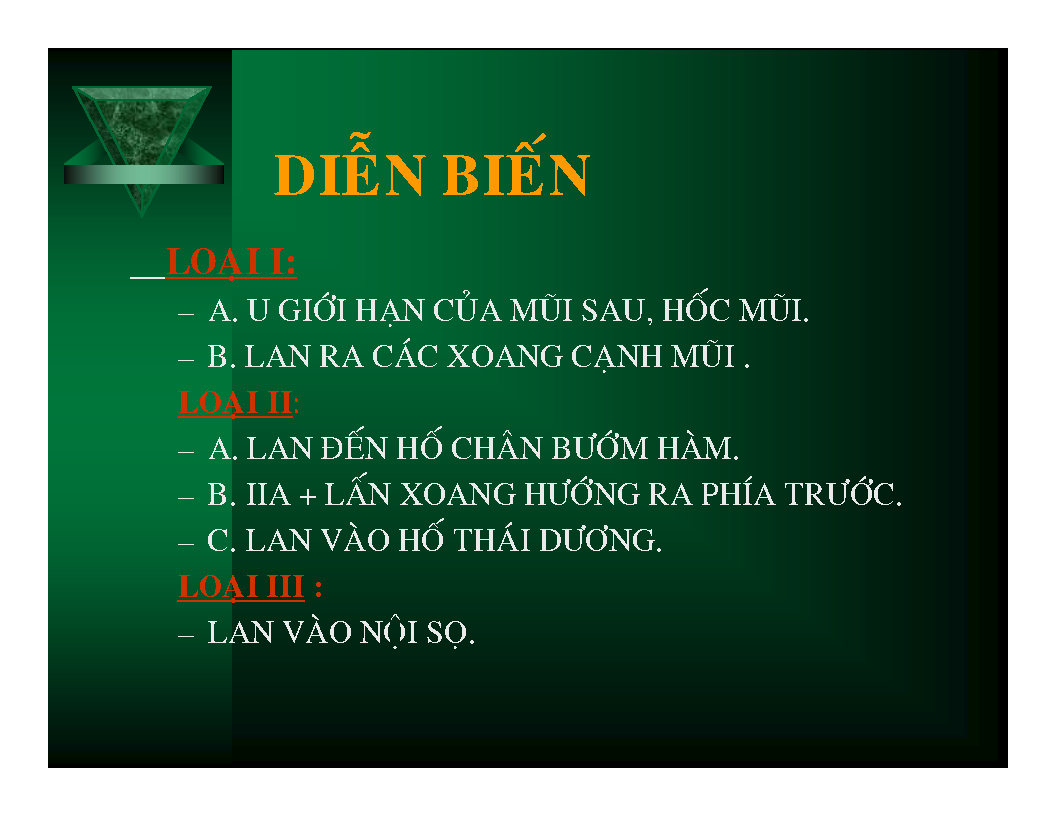 DIỄN BIẾN
LOẠI I:
– A. U GIỚI HẠN CỦA MŨI SAU, HỐC MŨI.
– B. LAN RA CÁC XOANG CẠNH MŨI .
LOẠI II:
– A. LAN ĐẾN HỐ CHÂN BƯỚM HÀM.
– B. IIA + LẤN XOANG HƯỚNG RA PHÍA TRƯỚC.
– C. LAN VÀO HỐ THÁI DƯƠNG.
LOẠI III :
– LAN VÀO NỘI SỌ.